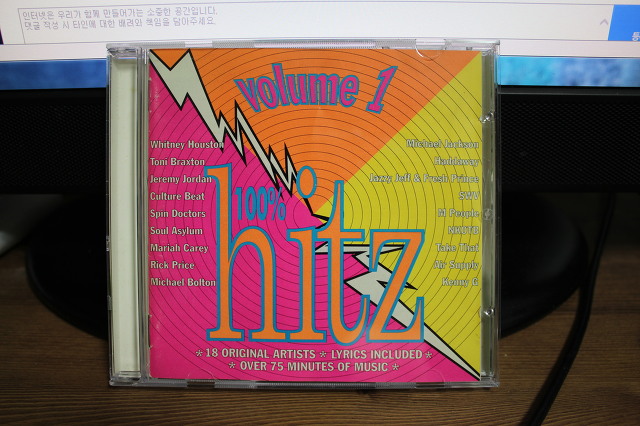 인터넷은 우리가 함께 만들어가는 소중한 공간입니다.
댓글 작성 시 타인에 대한 배려와 책임을 담아주세요.
volume 1
Whitney Houston
Toni Braxton
Jeremy Jordan
Culture Beat
Spin Doctors
Soul Asylum
Mariah Carey
Rick Price
Michael Bolton
Michael Jackson
Haddaway
Jazzy Jeff & Fresh Prince
SWV
M People
NKOTB
Take That
Air Supply
Kenny G
100%
hitz
* 18 ORIGINAL ARTISTS * LYRICS INCLUDED *
* OVER 75 MINUTES OF MUSIC *